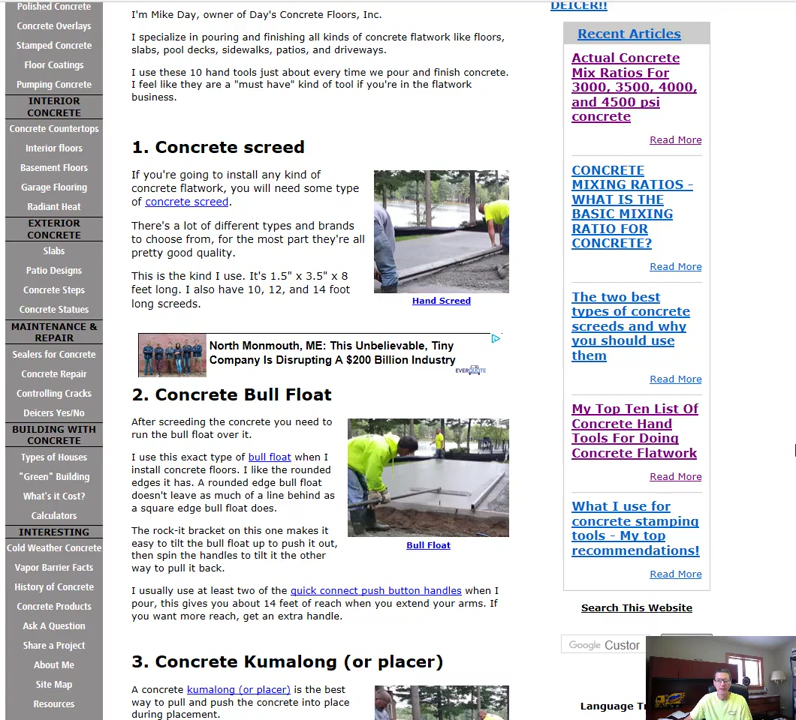 Polished Concrete
Concrete Overlays
Stamped Concrete
Floor Coatings
Pumping Concrete
INTERIOR
CONCRETE
Concrete Countertops
Interior floors
Basement Floors
Garage Flooring
Radiant Heat
EXTERIOR
CONCRETE
Slabs
Patio Designs
Concrete Steps
Concrete Statues
MAINTENANCE &
REPAIR
Sealers for Concrete
Concrete Repair
Controlling Cracks
Deicers Yes/No
BUILDING WITH
CONCRETE
Types of Houses
"Green" Building
What's it Cost?
Calculators
INTERESTING
Cold Weather Concrete
Vapor Barrier Facts
History of Concrete
Concrete Products
Ask A Question
Share a Project
About Me
Site Map
Resources
I'm Mike Day, owner of Day's Concrete Floors, Inc.
I specialize in pouring and finishing all kinds of concrete flatwork like floors,
slabs, pool decks, sidewalks, patios, and driveways.
I use these 10 hand tools just about every time we pour and finish concrete.
I feel like they are a "must have" kind of tool if you're in the flatwork
business.
1. Concrete screed
If you're going to install any kind of
concrete flatwork, you will need some type
of concrete screed.
There's a lot of different types and brands
to choose from, for the most part they're all
pretty good quality.
This is the kind I use. It's 1.5" x 3.5" x 8
feet long. I also have 10, 12, and 14 foot
long screeds.
Hand Screed
North Monmouth, ME: This Unbelievable, Tiny
Company Is Disrupting A $200 Billion Industry
EVERQUOTE
2. Concrete Bull Float
After screeding the concrete you need to
run the bull float over it.
I use this exact type of bull float when I
install concrete floors. I like the rounded
edges it has. A rounded edge bull float
doesn't leave as much of a line behind as
a square edge bull float does.
The rock-it bracket on this one makes it
easy to tilt the bull float up to push it out,
then spin the handles to tilt it the other
way to pull it back.
Bull Float
I usually use at least two of the quick connect push button handles when I
pour, this gives you about 14 feet of reach when you extend your arms. If
you want more reach, get an extra handle.
3. Concrete Kumalong (or placer)
A concrete kumalong (or placer) is the best
way to pull and push the concrete into place
during placement.
DEICER!!
Recent Articles
Actual Concrete
Mix Ratios For
3000, 3500, 4000,
and 4500 psi
concrete
Read More
CONCRETE
MIXING RATIOS -
WHAT IS THE
BASIC MIXING
RATIO FOR
CONCRETE?
Read More
The two best
types of concrete
screeds and why
you should use
them
Read More
My Top Ten List Of
Concrete Hand
Tools For Doing
Concrete Flatwork
Read More
What I use for
concrete stamping
tools - My top
recommendations!
Read More
Search This Website
Google Custor
Language Tr